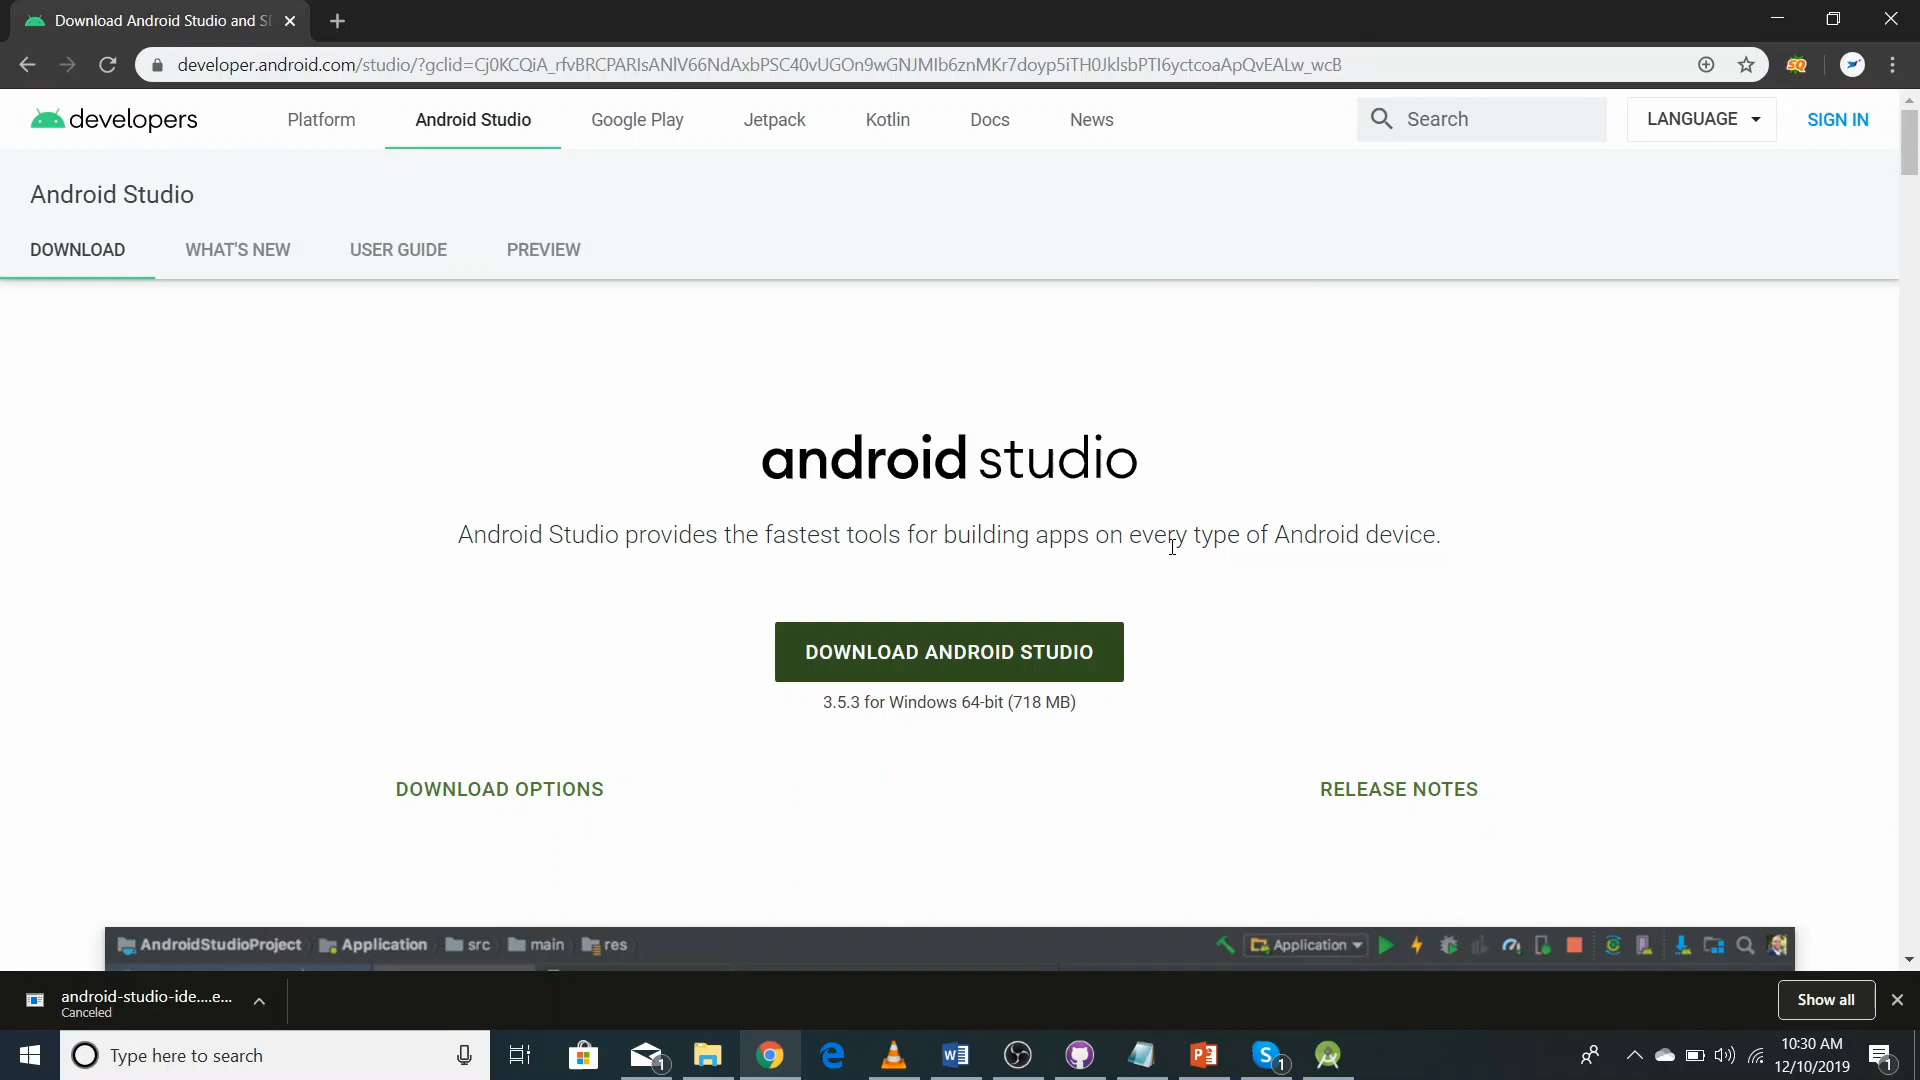 Download Android Studio and S
developer.android.com/studio/?gclid=Cj0KCQiA_rfvBRCPARIsANlV66NdAxbPSC40vUGOn9wGNJMIb6znMKr7doyp5iTH0JklsbPTI6yctcoaApQvEALw_wcB
developers
Platform
Android Studio
Google Play
Jetpack
Kotlin
Docs
News
Search
LANGUAGE
SIGN IN
Android Studio
DOWNLOAD
WHAT'S NEW
USER GUIDE
PREVIEW
android studio
Android Studio provides the fastest tools for building apps on every type of Android device.
DOWNLOAD ANDROID STUDIO
3.5.3 for Windows 64-bit (718 MB)
DOWNLOAD OPTIONS
RELEASE NOTES
AndroidStudioProject
Application
src
main
res
Application
android-studio-ide....e...
Canceled
Show all
Type here to search
1
1
10:30 AM
12/10/2019
1